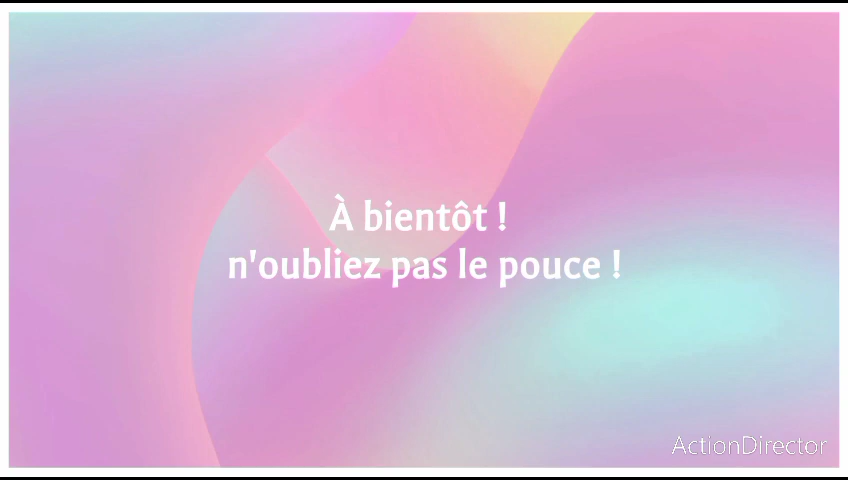 À bientôt !
n'oubliez pas le pouce !
ActionDirector